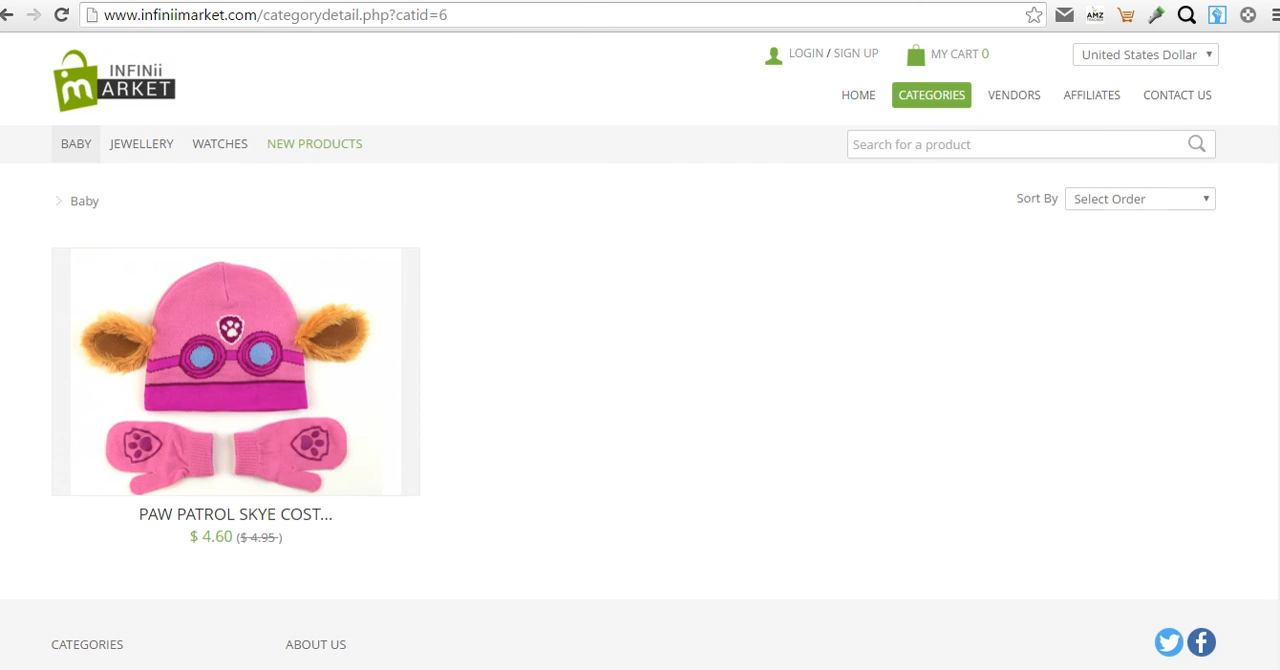 www.infiniimarket.com/categorydetail.php?catid=6
AMZ
INFINii
MARKET
LOGIN / SIGN UP
MY CART 0
United States Dollar
HOME
CATEGORIES
VENDORS
AFFILIATES
CONTACT US
BABY
JEWELLERY
WATCHES
NEW PRODUCTS
Search for a product
Baby
Sort By
Select Order
PAW PATROL SKYE COST...
$ 4.60 ($ 4.95 )
CATEGORIES
ABOUT US